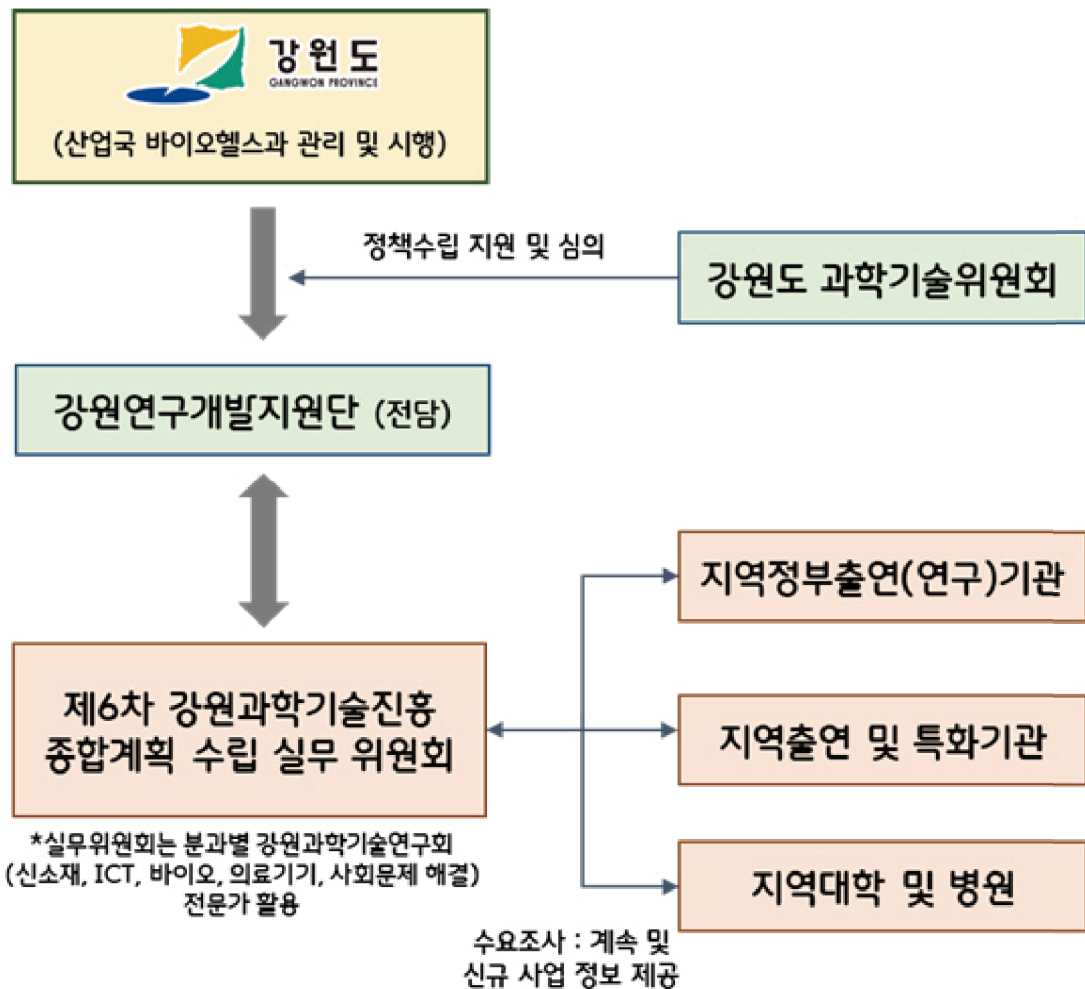 강원도
GANGWON PROVINCE
(산업국 바이오헬스과 관리 및 시행)
정책수립 지원 및 심의
강원도 과학기술위원회
강원연구개발지원단 (전담)
지역정부출연(연구)기관
제6차 강원과학기술진흥
종합계획 수립 실무 위원회
지역출연 및 특화기관
*실무위원회는 분과별 강원과학기술연구회
(신소재, ICT, 바이오, 의료기기, 사회문제 해결)
전문가 활용
지역대학 및 병원
수요조사 : 계속 및
신규 사업 정보 제공